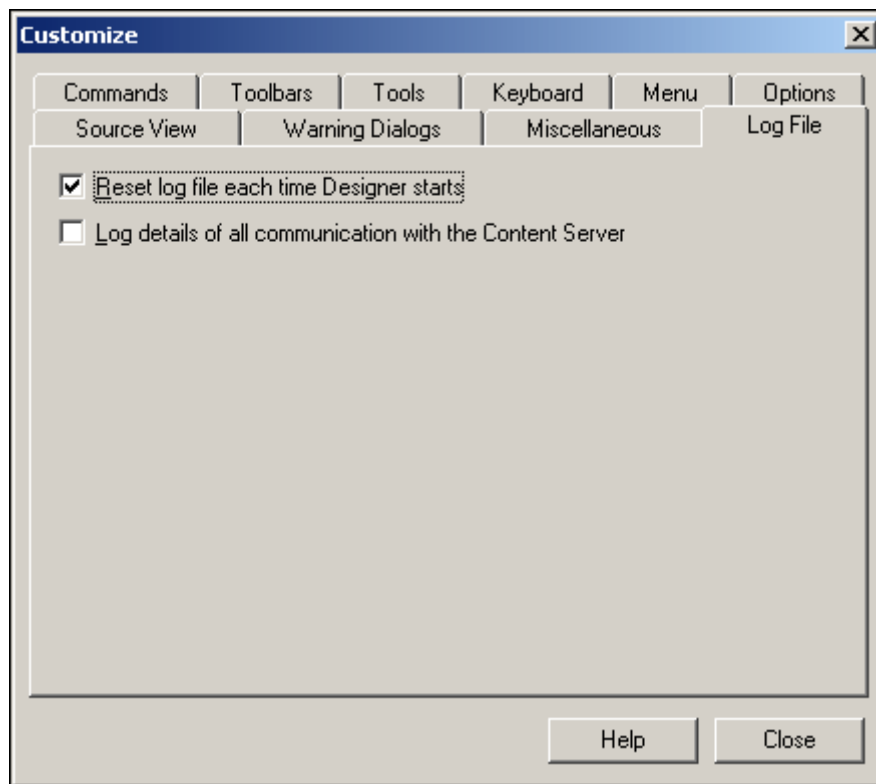 Customize
Commands Toolbars Tools Keyboard Menu Options
Source View Warning Dialogs Miscellaneous Log File
Reset log file each time Designer starts
Log details of all communication with the Content Server
Help Close